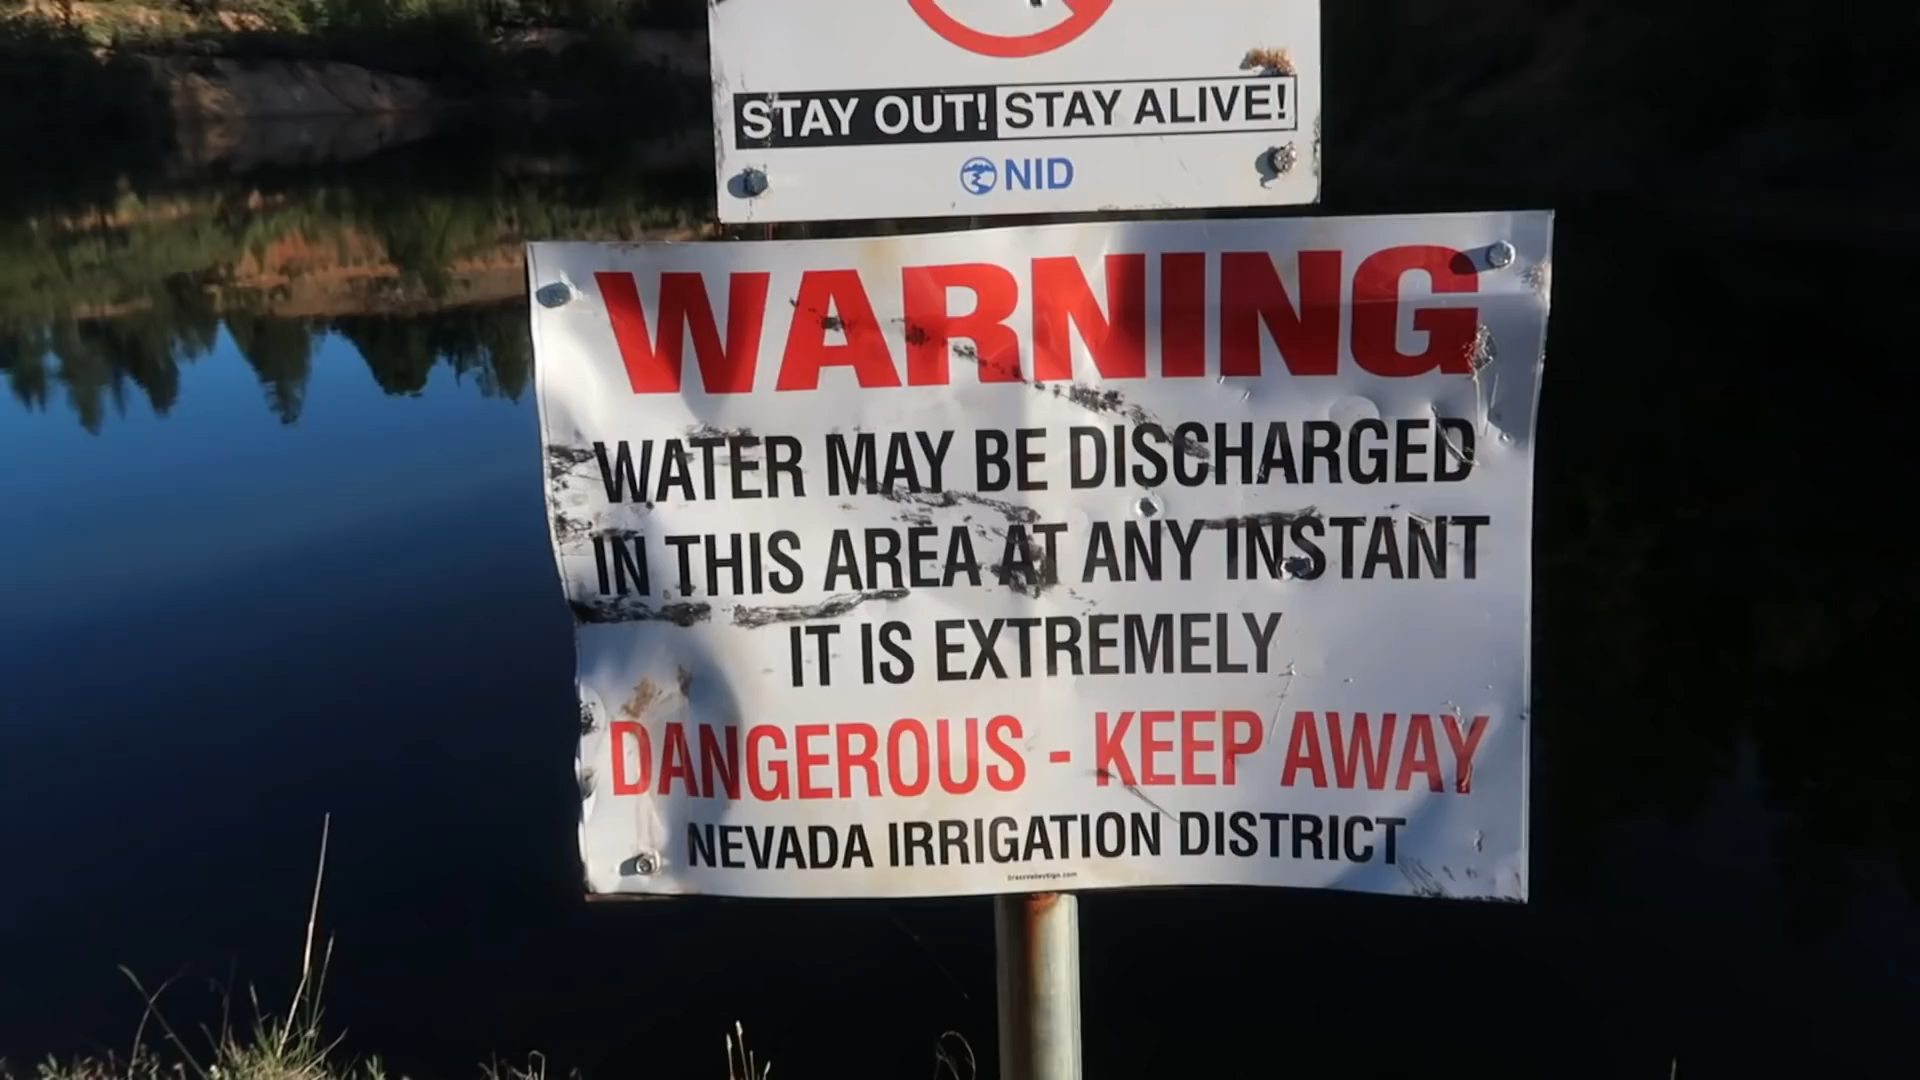 STAY OUT! STAY ALIVE!
NID
WARNING
WATER MAY BE DISCHARGED
IN THIS AREA AT ANY INSTANT
IT IS EXTREMELY
DANGEROUS - KEEP AWAY
NEVADA IRRIGATION DISTRICT